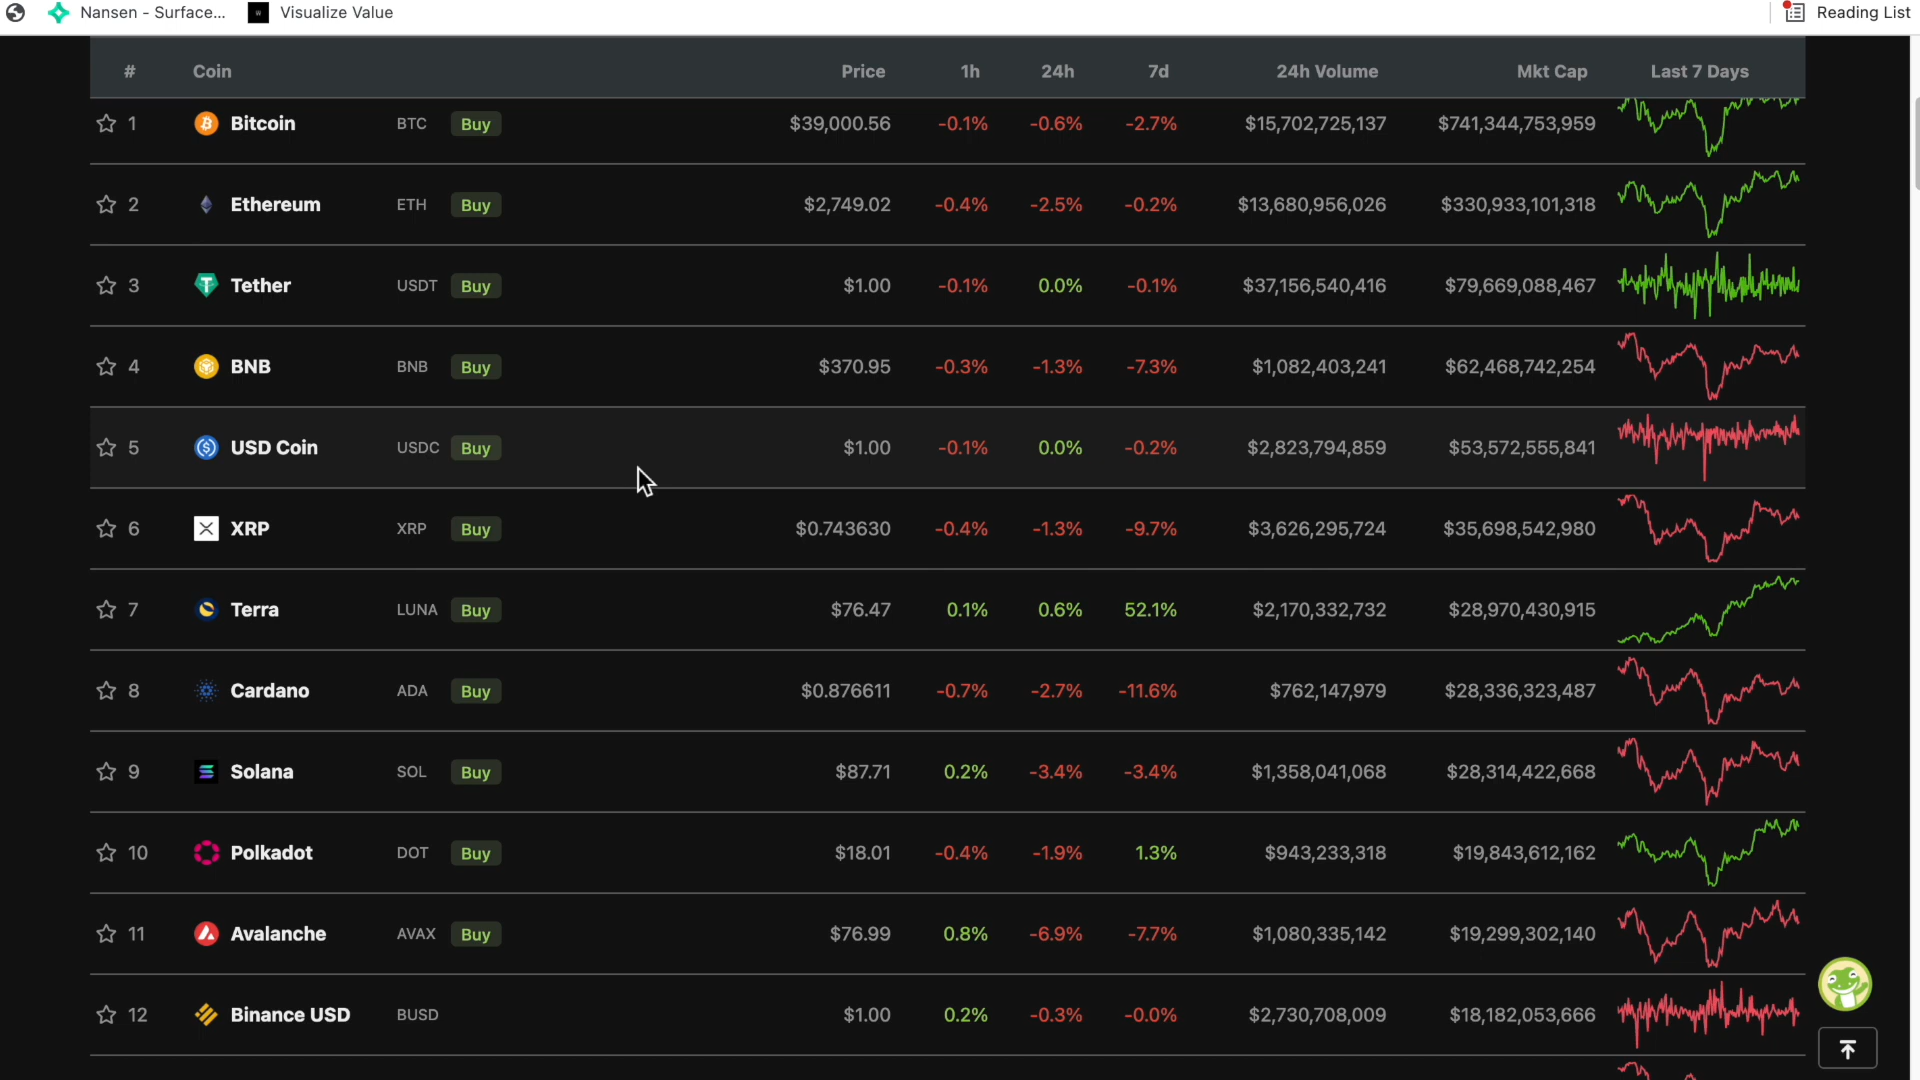 Nansen - Surface... Visualize Value Reading List
# Coin Price 1h 24h 7d 24h Volume Mkt Cap Last 7 Days
1 Bitcoin BTC Buy $39,000.56 -0.1% -0.6% -2.7% $15,702,725,137 $741,344,753,959
2 Ethereum ETH Buy $2,749.02 -0.4% -2.5% -0.2% $13,680,956,026 $330,933,101,318
3 Tether USDT Buy $1.00 -0.1% 0.0% -0.1% $37,156,540,416 $79,669,088,467
4 BNB BNB Buy $370.95 -0.3% -1.3% -7.3% $1,082,403,241 $62,468,742,254
5 USD Coin USDC Buy $1.00 -0.1% 0.0% -0.2% $2,823,794,859 $53,572,555,841
6 XRP XRP Buy $0.743630 -0.4% -1.3% -9.7% $3,626,295,724 $35,698,542,980
7 Terra LUNA Buy $76.47 0.1% 0.6% 52.1% $2,170,332,732 $28,970,430,915
8 Cardano ADA Buy $0.876611 -0.7% -2.7% -11.6% $762,147,979 $28,336,323,487
9 Solana SOL Buy $87.71 0.2% -3.4% -3.4% $1,358,041,068 $28,314,422,668
10 Polkadot DOT Buy $18.01 -0.4% -1.9% 1.3% $943,233,318 $19,843,612,162
11 Avalanche AVAX Buy $76.99 0.8% -6.9% -7.7% $1,080,335,142 $19,299,302,140
12 Binance USD BUSD $1.00 0.2% -0.3% -0.0% $2,730,708,009 $18,182,053,666